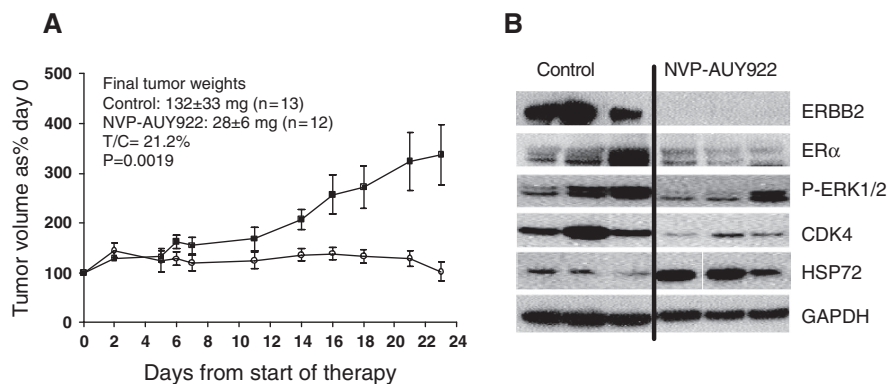 A
Tumor volume as% day 0
500
400
300
200
100
0
Final tumor weights
Control: 132±33 mg (n=13)
NVP-AUY922: 28±6 mg (n=12)
T/C= 21.2%
P=0.0019
0 2 4 6 8 10 12 14 16 18 20 22 24
Days from start of therapy
B
Control NVP-AUY922
ERBB2
ERα
P-ERK1/2
CDK4
HSP72
GAPDH